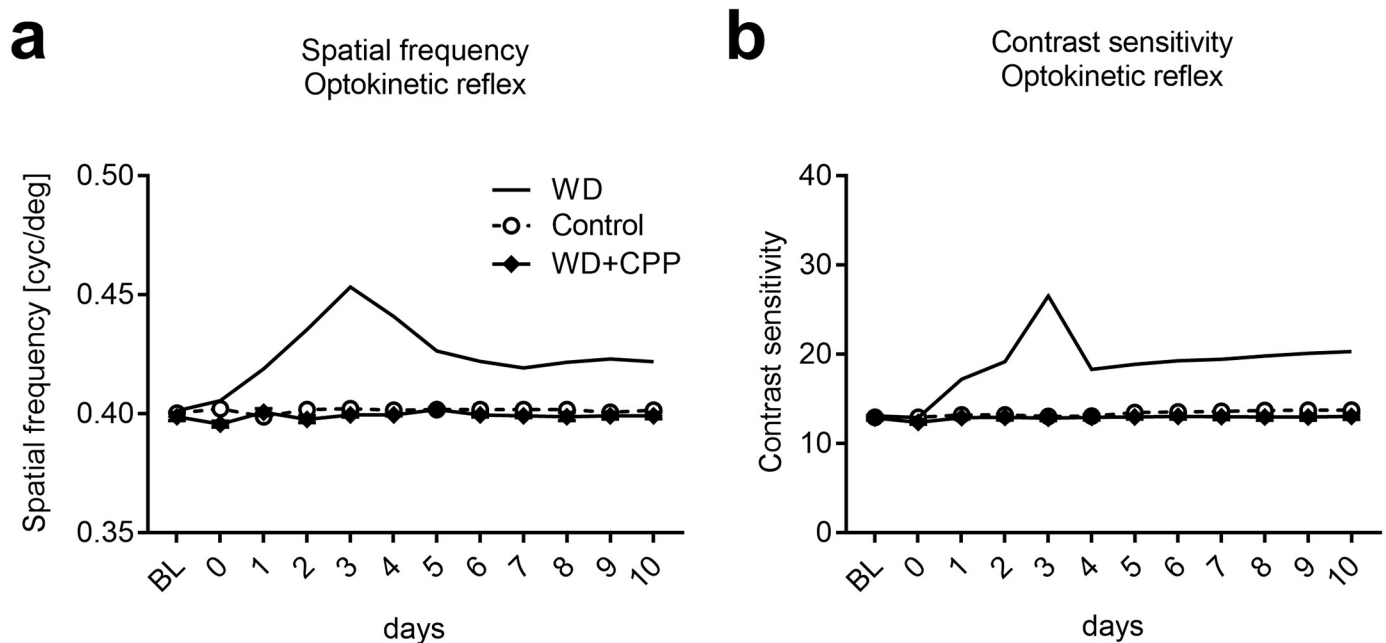 a
Spatial frequency
Optokinetic reflex
Spatial frequency [cyc/deg]
0.50
0.45
0.40
0.35
WD
Control
WD+CPP
BL 0 1 2 3 4 5 6 7 8 9 10
days
b
Contrast sensitivity
Optokinetic reflex
Contrast sensitivity
40
30
20
10
0
BL 0 1 2 3 4 5 6 7 8 9 10
days